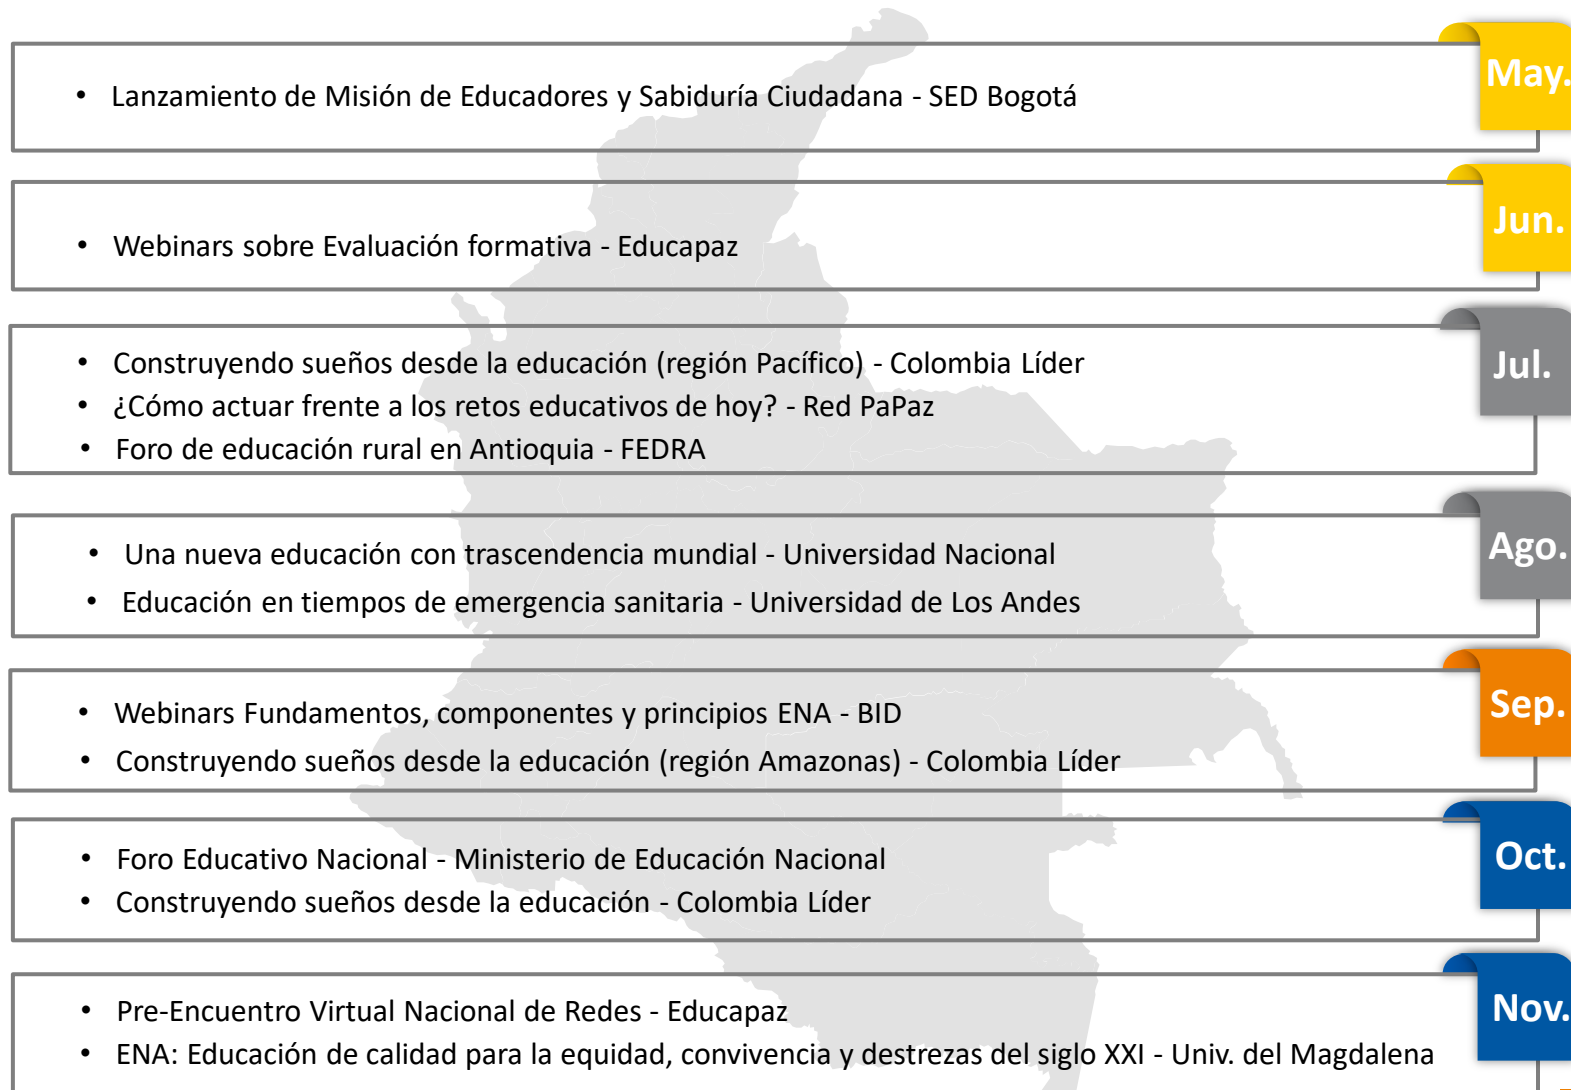 May.
• Lanzamiento de Misión de Educadores y Sabiduría Ciudadana - SED Bogotá
Jun.
• Webinars sobre Evaluación formativa - Educapaz
Jul.
• Construyendo sueños desde la educación (región Pacífico) - Colombia Líder
• ¿Cómo actuar frente a los retos educativos de hoy? - Red PaPaz
• Foro de educación rural en Antioquia - FEDRA
Ago.
• Una nueva educación con trascendencia mundial - Universidad Nacional
• Educación en tiempos de emergencia sanitaria - Universidad de Los Andes
Sep.
• Webinars Fundamentos, componentes y principios ENA - BID
• Construyendo sueños desde la educación (región Amazonas) - Colombia Líder
Oct.
• Foro Educativo Nacional - Ministerio de Educación Nacional
• Construyendo sueños desde la educación - Colombia Líder
Nov.
• Pre-Encuentro Virtual Nacional de Redes - Educapaz
• ENA: Educación de calidad para la equidad, convivencia y destrezas del siglo XXI - Univ. del Magdalena